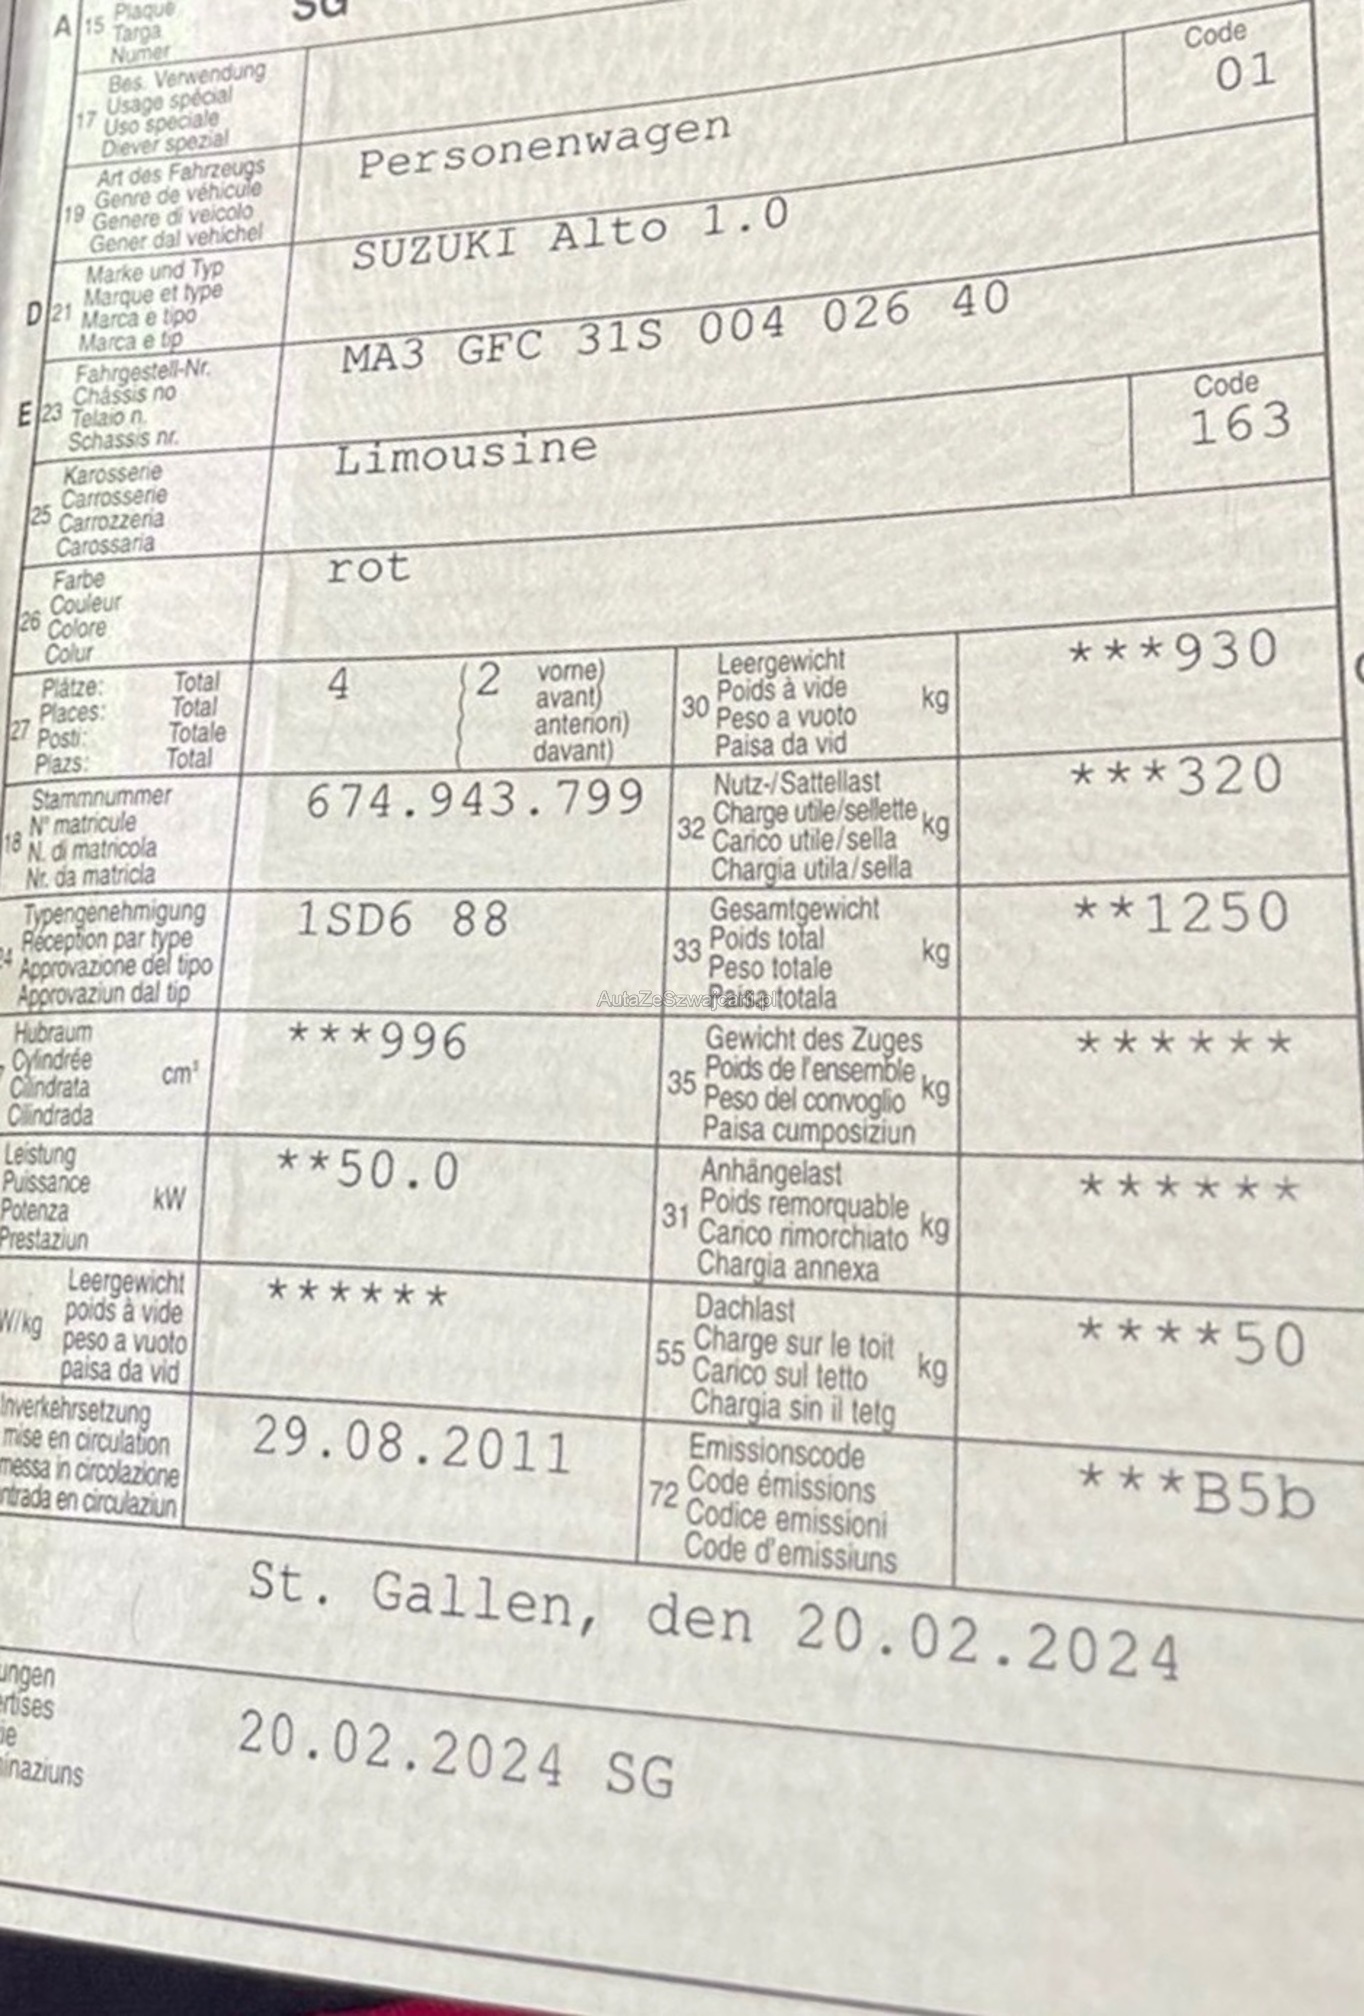 A 15 Plaque SG
Targa
Numer
17 Bes. Verwendung
Usage spécial
Uso speciale
Diever spezial
19 Art des Fahrzeugs Personenwagen Code 01
Genre de véhicule
Genere di veicolo
Gener dal vehichel
D 21 Marke und Typ SUZUKI Alto 1.0
Marque et type
Marca e tipo
Marca e tip
E 23 Fahrgestell-Nr. MA3 GFC 31S 004 026 40
Châssis no
Telaio n.
Schassis nr.
25 Karosserie Limousine Code 163
Carrosserie
Carrozzeria
Carossaria
26 Farbe rot
Couleur
Colore
Colur
27 Plätze: Total 4 (2 vorne)
Places: Total avant)
Posti: Totale anteriori)
Plazs: Total davant)
30 Leergewicht kg ***930
Poids à vide
Peso a vuoto
Paisa da vid
18 Stammnummer 674.943.799
N° matricule
N. di matricola
Nr. da matricla
32 Nutz-/Sattellast kg ***320
Charge utile/sellette
Carico utile/sella
Chargia utila/sella
24 Typengenehmigung 1SD6 88
Réception par type
Approvazione del tipo
Approvaziun dal tip
33 Gesamtgewicht kg **1250
Poids total
Peso totale
Paisa totala
AutaZeSzwajcarii.pl
Hubraum cm³ ***996
Cylindrée
Cilindrata
Cilindrada
35 Gewicht des Zuges kg ******
Poids de l'ensemble
Peso del convoglio
Paisa cumposiziun
Leistung kW **50.0
Puissance
Potenza
Prestaziun
31 Anhängelast kg ******
Poids remorquable
Carico rimorchiato
Chargia annexa
W/kg Leergewicht ******
poids à vide
peso a vuoto
paisa da vid
55 Dachlast kg ****50
Charge sur le toit
Carico sul tetto
Chargia sin il tetg
Inverkehrsetzung 29.08.2011
mise en circulation
messa in circolazione
ntrada en circulaziun
72 Emissionscode ***B5b
Code émissions
Codice emissioni
Code d'emissiuns
St. Gallen, den 20.02.2024
ungen 20.02.2024 SG
ertises
ie
inaziuns